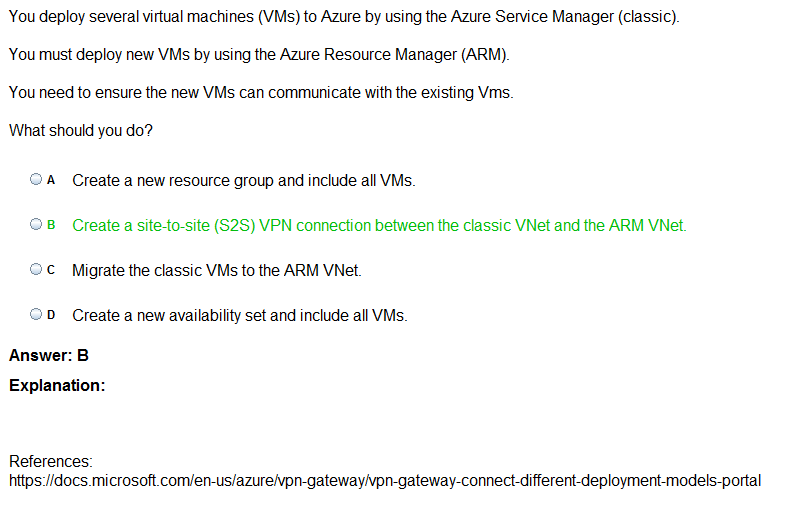 You deploy several virtual machines (VMs) to Azure by using the Azure Service Manager (classic).
You must deploy new VMs by using the Azure Resource Manager (ARM).
You need to ensure the new VMs can communicate with the existing Vms.
What should you do?
A Create a new resource group and include all VMs.
B Create a site-to-site (S2S) VPN connection between the classic VNet and the ARM VNet.
C Migrate the classic VMs to the ARM VNet.
D Create a new availability set and include all VMs.
Answer: B
Explanation:
References:
https://docs.microsoft.com/en-us/azure/vpn-gateway/vpn-gateway-connect-different-deployment-models-portal